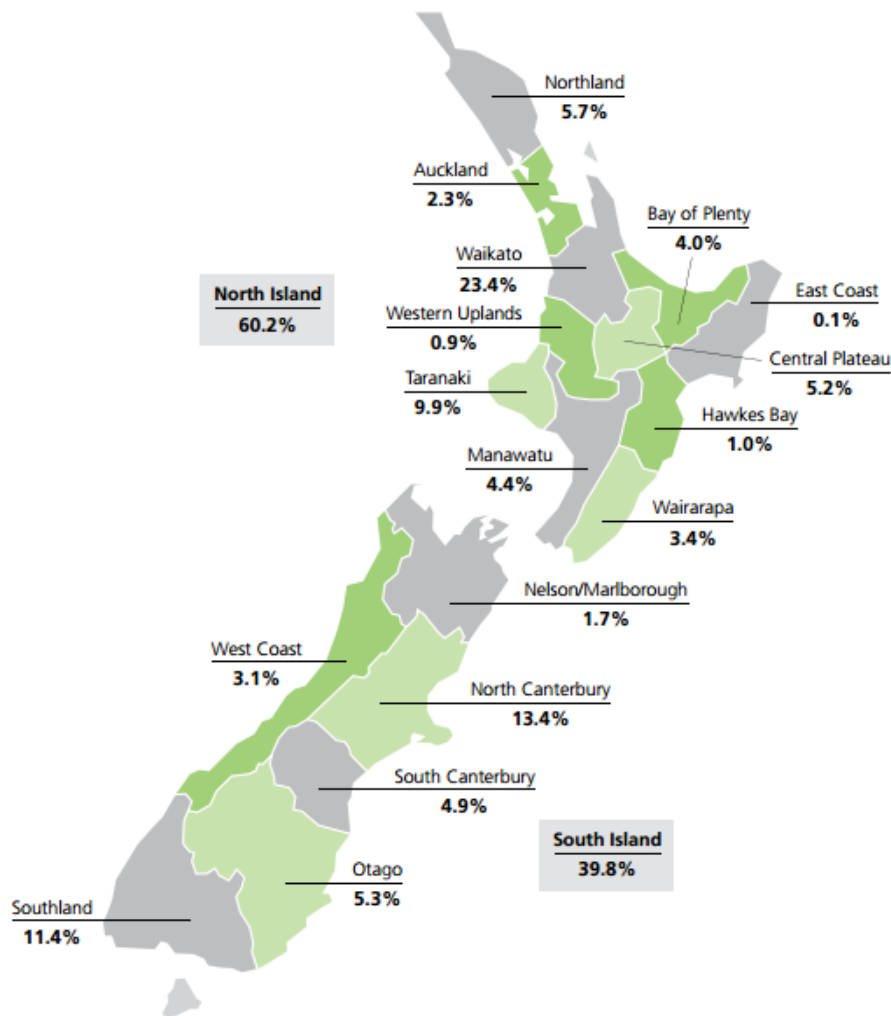 Northland
5.7%
Auckland
2.3%
Bay of Plenty
4.0%
Waikato
23.4%
East Coast
0.1%
North Island
60.2%
Western Uplands
0.9%
Central Plateau
5.2%
Taranaki
9.9%
Hawkes Bay
1.0%
Manawatu
4.4%
Wairarapa
3.4%
Nelson/Marlborough
1.7%
West Coast
3.1%
North Canterbury
13.4%
South Canterbury
4.9%
South Island
39.8%
Otago
5.3%
Southland
11.4%